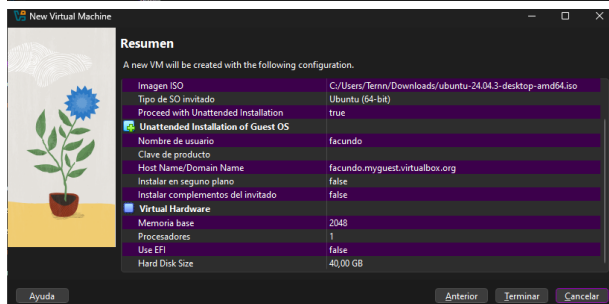 New Virtual Machine
Resumen
A new VM will be created with the following configuration.
Imagen ISO C:/Users/Ternn/Downloads/ubuntu-24.04.3-desktop-amd64.iso
Tipo de SO invitado Ubuntu (64-bit)
Proceed with Unattended Installation true
Unattended Installation of Guest OS
Nombre de usuario facundo
Clave de producto
Host Name/Domain Name facundo.myguest.virtualbox.org
Instalar en seguno plano false
Instalar complementos del invitado false
Virtual Hardware
Memoria base 2048
Procesadores 1
Use EFI false
Hard Disk Size 40,00 GB
Ayuda Anterior Terminar Cancelar